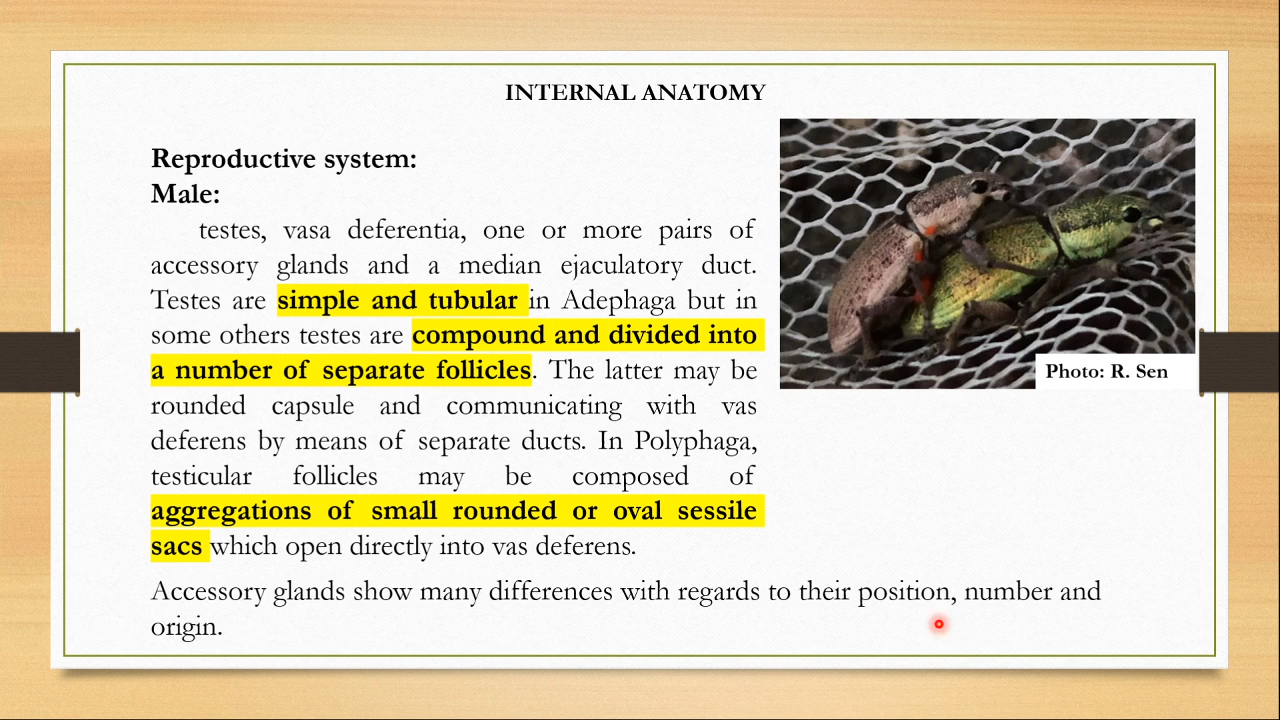 INTERNAL ANATOMY
Reproductive system:
Male:
testes, vasa deferentia, one or more pairs of
accessory glands and a median ejaculatory duct.
Testes are simple and tubular in Adephaga but in
some others testes are compound and divided into
a number of separate follicles. The latter may be
rounded capsule and communicating with vas
deferens by means of separate ducts. In Polyphaga,
testicular follicles may be composed of
aggregations of small rounded or oval sessile
sacs which open directly into vas deferens.
Accessory glands show many differences with regards to their position, number and
origin.
Photo: R. Sen